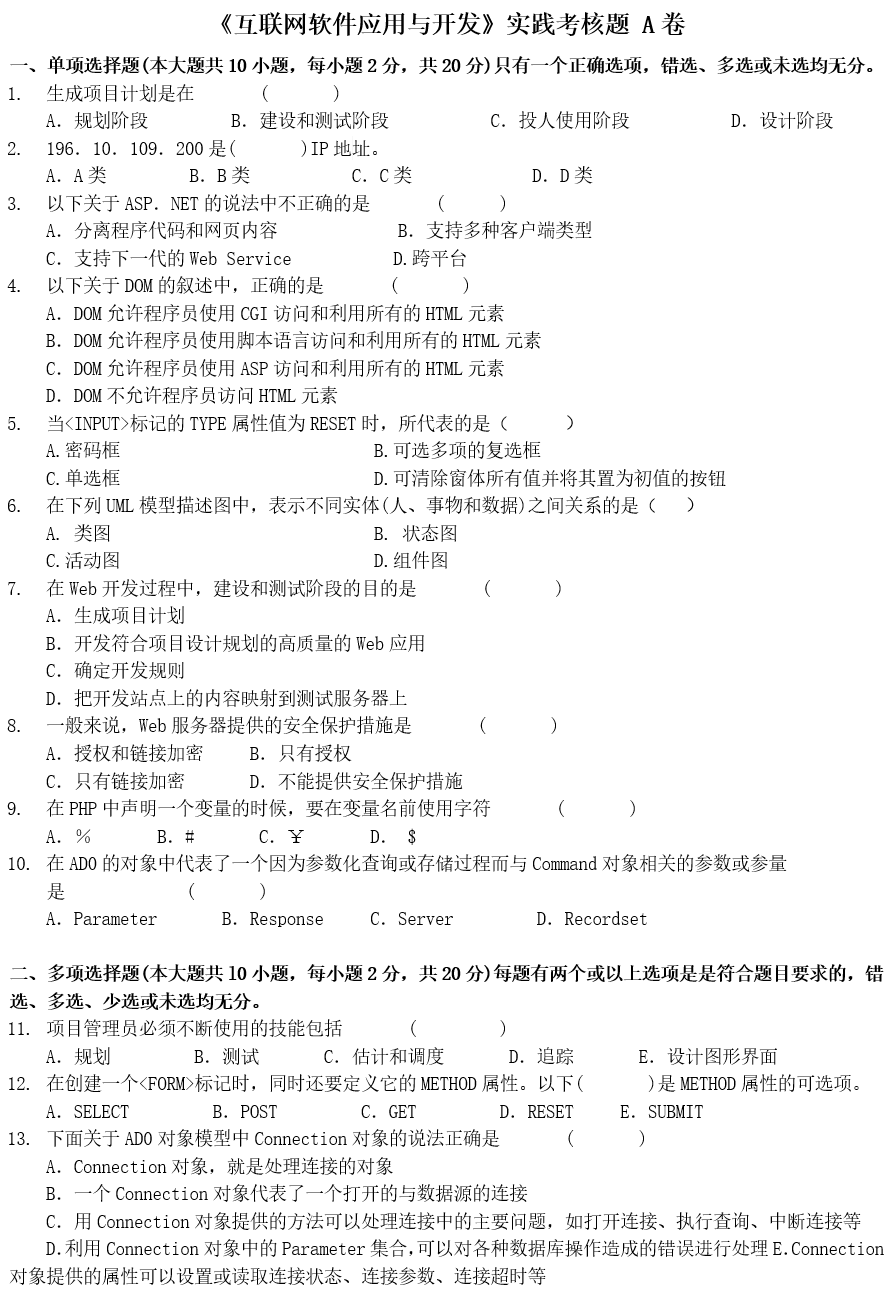 《互联网软件应用与开发》实践考核题 A 卷
一、单项选择题(本大题共 10 小题，每小题 2 分，共 20 分)只有一个正确选项，错选、多选或未选均无分。
1. 生成项目计划是在 ( )
A．规划阶段 B．建设和测试阶段 C．投人使用阶段 D．设计阶段
2. 196．10．109．200 是( )IP 地址。
A．A 类 B．B 类 C．C 类 D．D 类
3. 以下关于 ASP．NET 的说法中不正确的是 ( )
A．分离程序代码和网页内容 B．支持多种客户端类型
C．支持下一代的 Web Service D.跨平台
4. 以下关于 DOM 的叙述中，正确的是 ( )
A．DOM 允许程序员使用 CGI 访问和利用所有的 HTML 元素
B．DOM 允许程序员使用脚本语言访问和利用所有的 HTML 元素
C．DOM 允许程序员使用 ASP 访问和利用所有的 HTML 元素
D．DOM 不允许程序员访问 HTML 元素
5. 当<INPUT>标记的 TYPE 属性值为 RESET 时，所代表的是（ ）
A.密码框 B.可选多项的复选框
C.单选框 D.可清除窗体所有值并将其置为初值的按钮
6. 在下列 UML 模型描述图中，表示不同实体(人、事物和数据)之间关系的是（ ）
A. 类图 B. 状态图
C.活动图 D.组件图
7. 在 Web 开发过程中，建设和测试阶段的目的是 ( )
A．生成项目计划
B．开发符合项目设计规划的高质量的 Web 应用
C．确定开发规则
D．把开发站点上的内容映射到测试服务器上
8. 一般来说，Web 服务器提供的安全保护措施是 ( )
A．授权和链接加密 B．只有授权
C．只有链接加密 D．不能提供安全保护措施
9. 在 PHP 中声明一个变量的时候，要在变量名前使用字符 ( )
A．％ B．# C．￥ D． $
10. 在 ADO 的对象中代表了一个因为参数化查询或存储过程而与 Command 对象相关的参数或参量
是 ( )
A．Parameter B．Response C．Server D．Recordset
二、多项选择题(本大题共 l0 小题，每小题 2 分，共 20 分)每题有两个或以上选项是是符合题目要求的，错
选、多选、少选或未选均无分。
11. 项目管理员必须不断使用的技能包括 ( )
A．规划 B．测试 C．估计和调度 D．追踪 E．设计图形界面
12. 在创建一个<FORM>标记时，同时还要定义它的 METHOD 属性。以下( )是 METHOD 属性的可选项。
A．SELECT B．POST C．GET D．RESET E．SUBMIT
13. 下面关于 ADO 对象模型中 Connection 对象的说法正确是 ( )
A．Connection 对象，就是处理连接的对象
B．一个 Connection 对象代表了一个打开的与数据源的连接
C．用 Connection 对象提供的方法可以处理连接中的主要问题，如打开连接、执行查询、中断连接等
D.利用 Connection 对象中的 Parameter 集合,可以对各种数据库操作造成的错误进行处理 E.Connection
对象提供的属性可以设置或读取连接状态、连接参数、连接超时等